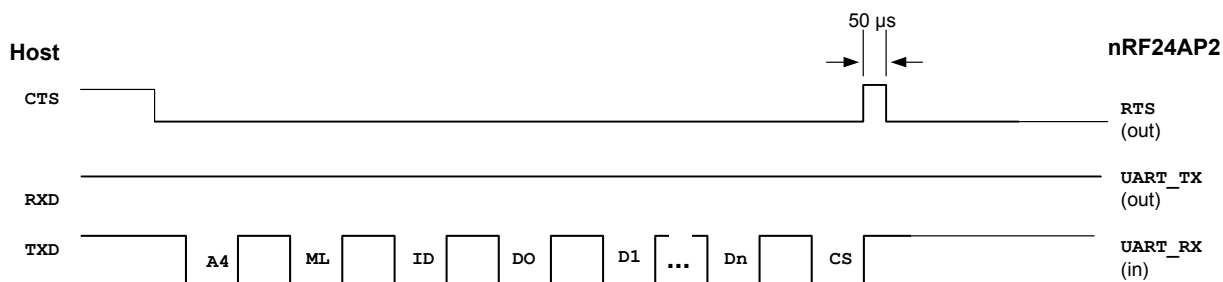 50 µs
Host
nRF24AP2
CTS
RTS
(out)
RXD
UART_TX
(out)
TXD
A4
ML
ID
DO
D1
...
Dn
CS
UART_RX
(in)